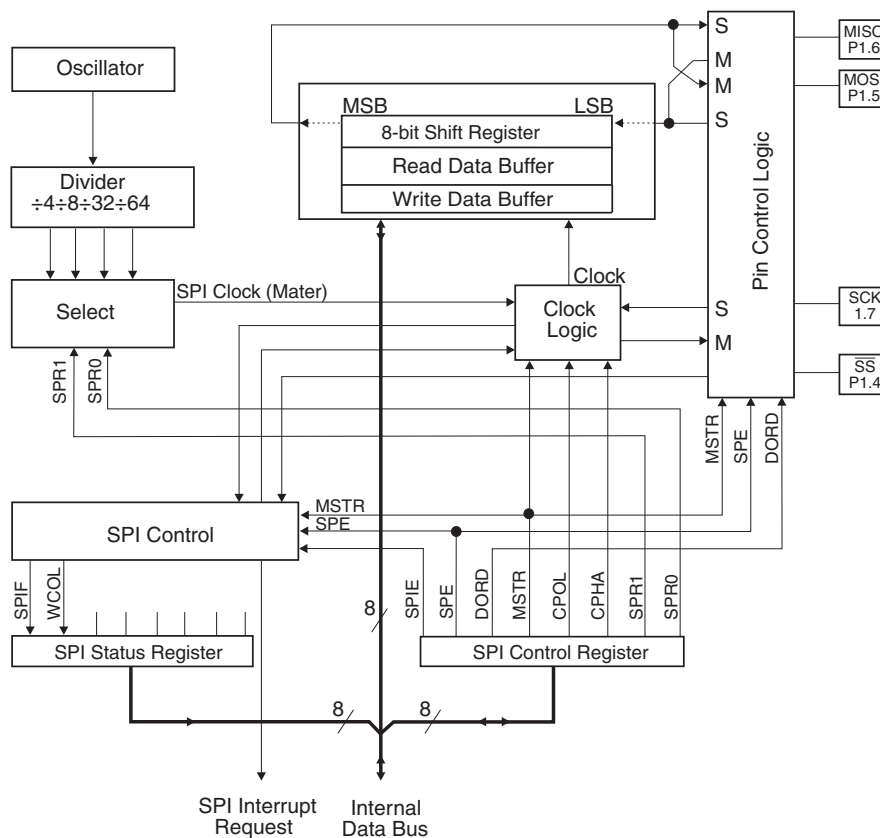 Oscillator
Divider
÷4÷8÷32÷64
Select
SPI Clock (Mater)
SPR1
SPR0
MSB
LSB
8-bit Shift Register
Read Data Buffer
Write Data Buffer
Clock
Clock
Logic
S
M
M
S
S
M
Pin Control Logic
MISO
P1.6
MOSI
P1.5
SCK
1.7
SS
P1.4
MSTR
SPE
DORD
SPI Control
MSTR
SPE
SPIF
WCOL
SPI Status Register
SPIE
SPE
DORD
MSTR
CPOL
CPHA
SPR1
SPR0
SPI Control Register
8
8
8
SPI Interrupt
Request
Internal
Data Bus